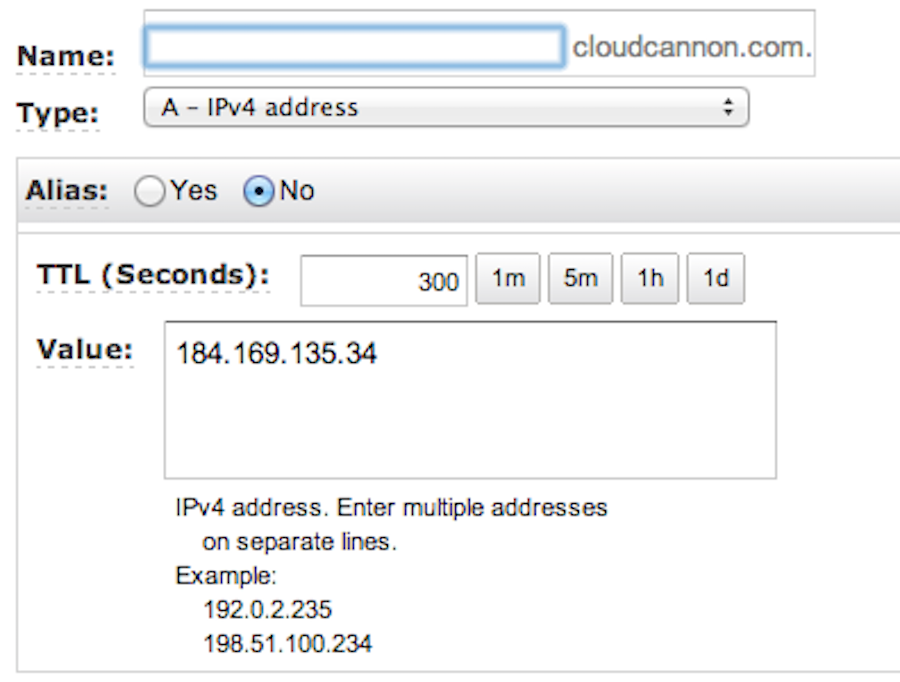 Name: cloudcannon.com.
Type: A – IPv4 address
Alias: Yes No
TTL (Seconds): 300 1m 5m 1h 1d
Value: 184.169.135.34
IPv4 address. Enter multiple addresses
on separate lines.
Example:
192.0.2.235
198.51.100.234